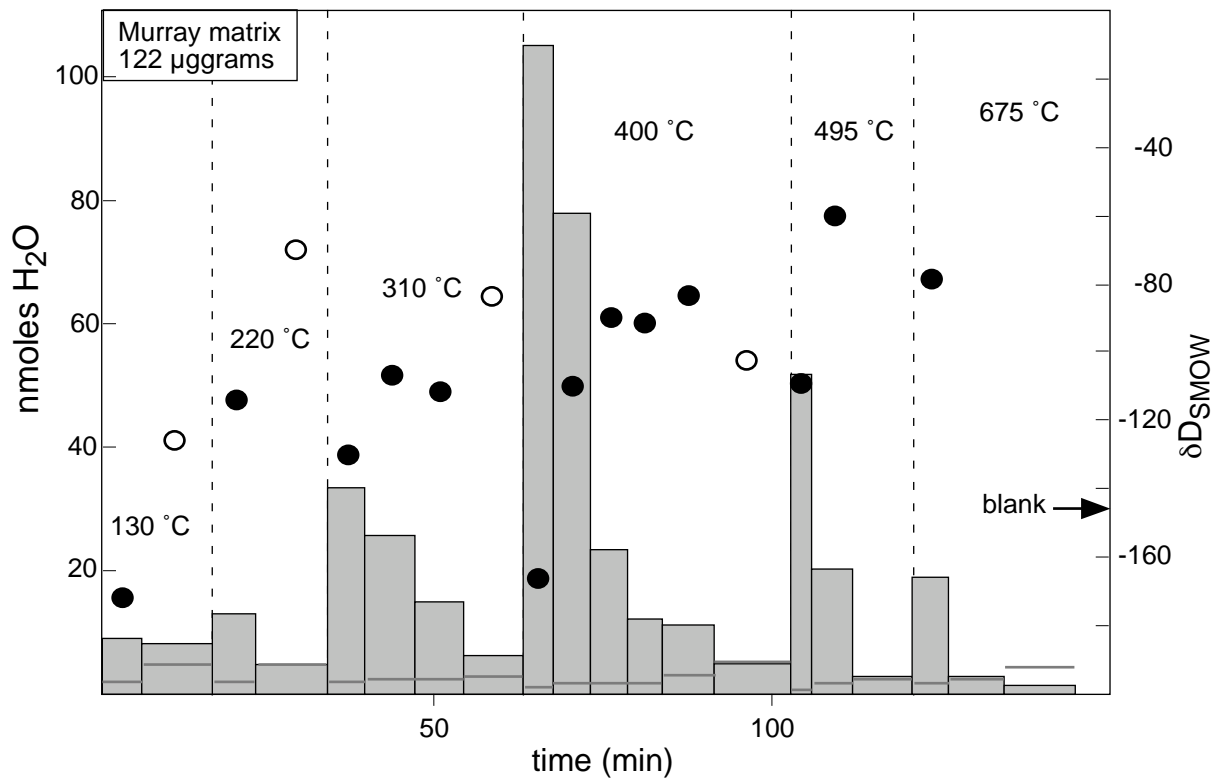 Murray matrix
122 µggrams
100
80
60
40
20
nmoles H₂O
130 ˚C
220 ˚C
310 ˚C
400 ˚C
495 ˚C
675 ˚C
-40
-80
-120
-160
δD_SMOW
blank
50
100
time (min)